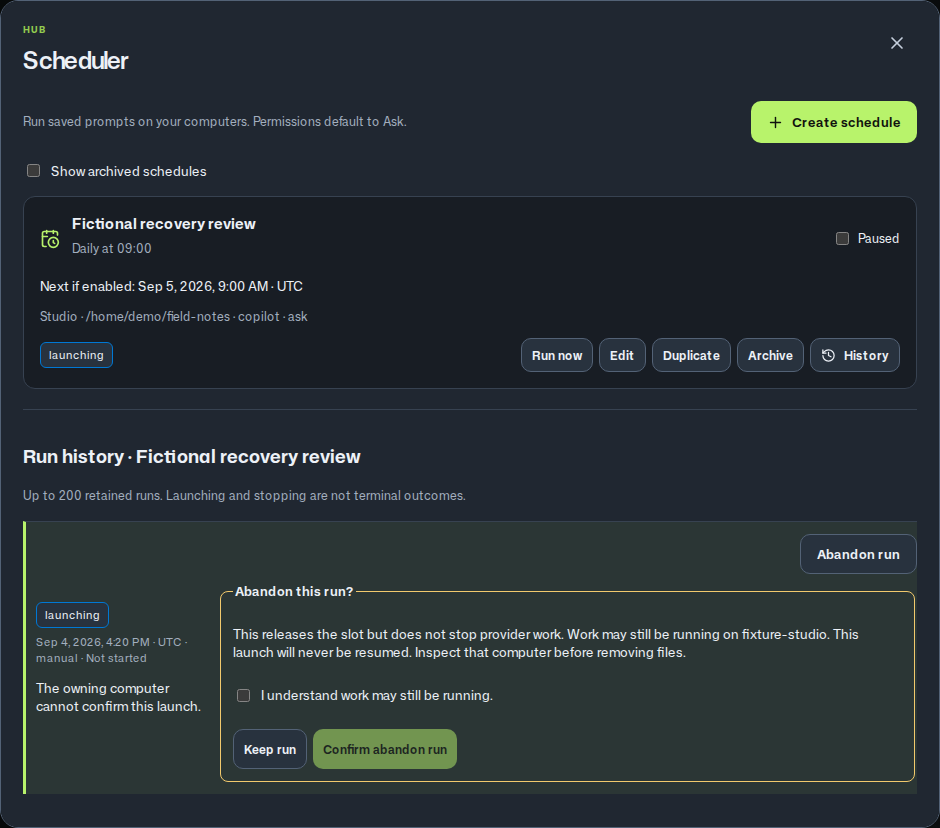 HUB
Scheduler
Run saved prompts on your computers. Permissions default to Ask.
Create schedule
Show archived schedules
Fictional recovery review
Daily at 09:00
Paused
Next if enabled: Sep 5, 2026, 9:00 AM · UTC
Studio · /home/demo/field-notes · copilot · ask
launching
Run now
Edit
Duplicate
Archive
History
Run history · Fictional recovery review
Up to 200 retained runs. Launching and stopping are not terminal outcomes.
Abandon run
launching
Sep 4, 2026, 4:20 PM · UTC ·
manual · Not started
The owning computer
cannot confirm this launch.
Abandon this run?
This releases the slot but does not stop provider work. Work may still be running on fixture-studio. This
launch will never be resumed. Inspect that computer before removing files.
I understand work may still be running.
Keep run
Confirm abandon run